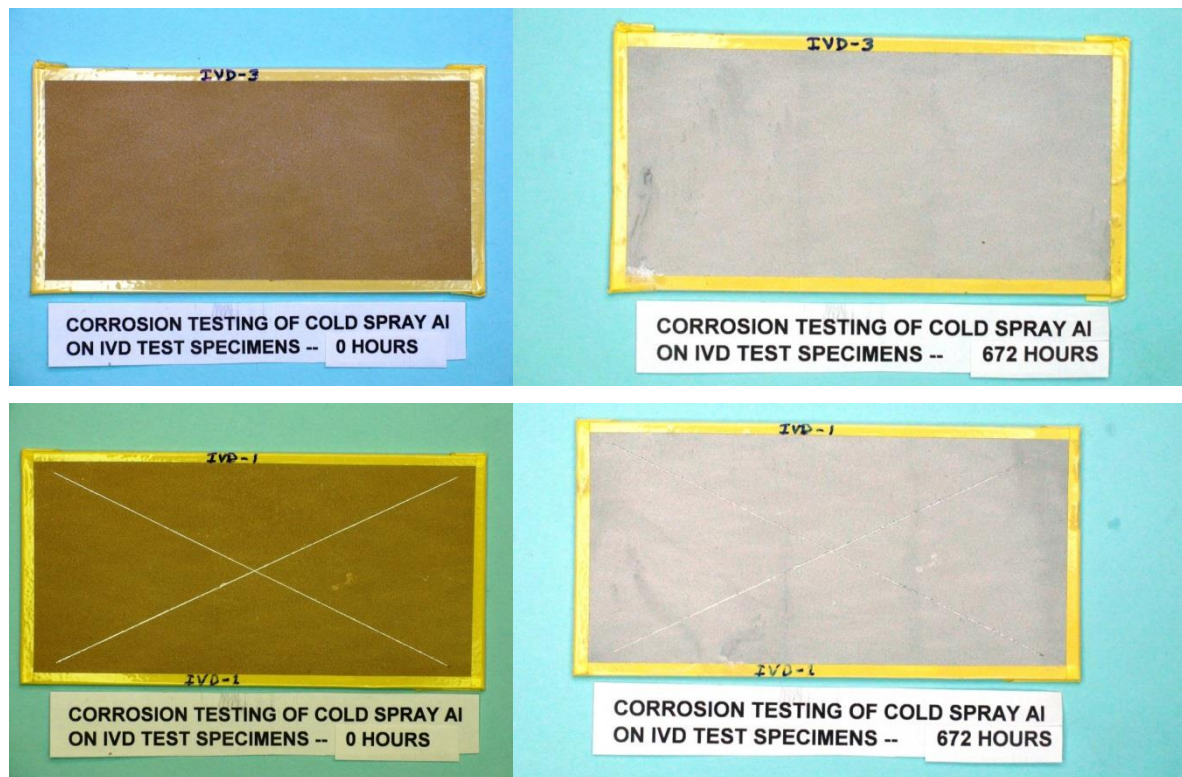 IVD-3
CORROSION TESTING OF COLD SPRAY Al
ON IVD TEST SPECIMENS -- 0 HOURS
IVD-3
CORROSION TESTING OF COLD SPRAY Al
ON IVD TEST SPECIMENS -- 672 HOURS
IVD-1
IVD-1
CORROSION TESTING OF COLD SPRAY Al
ON IVD TEST SPECIMENS -- 0 HOURS
IVD-1
IVD-1
CORROSION TESTING OF COLD SPRAY Al
ON IVD TEST SPECIMENS -- 672 HOURS